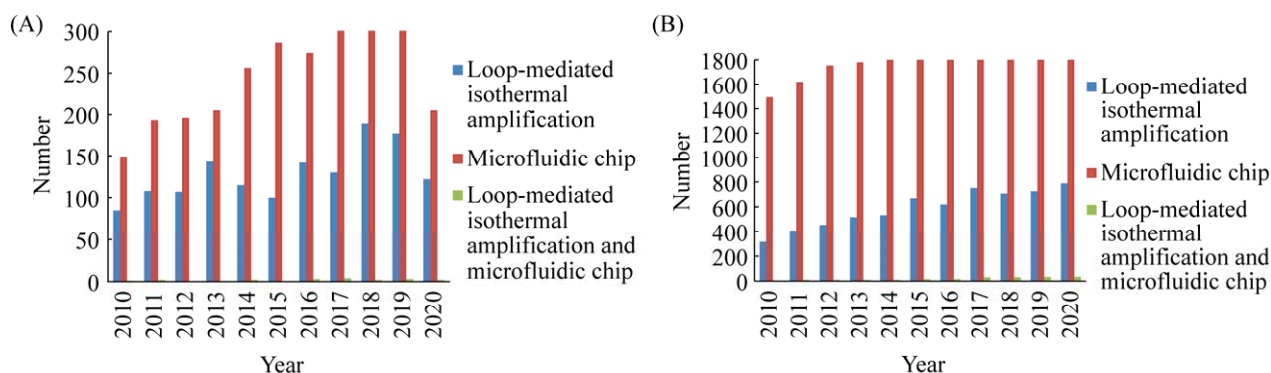 (A)
300
250
200
150
100
50
0
Number
2010
2011
2012
2013
2014
2015
2016
2017
2018
2019
2020
Year
Loop-mediated
isothermal
amplification
Microfluidic chip
Loop-mediated
isothermal
amplification and
microfluidic chip
(B)
1800
1600
1400
1200
1000
800
600
400
200
0
Number
2010
2011
2012
2013
2014
2015
2016
2017
2018
2019
2020
Year
Loop-mediated
isothermal
amplification
Microfluidic chip
Loop-mediated
isothermal
amplification and
microfluidic chip